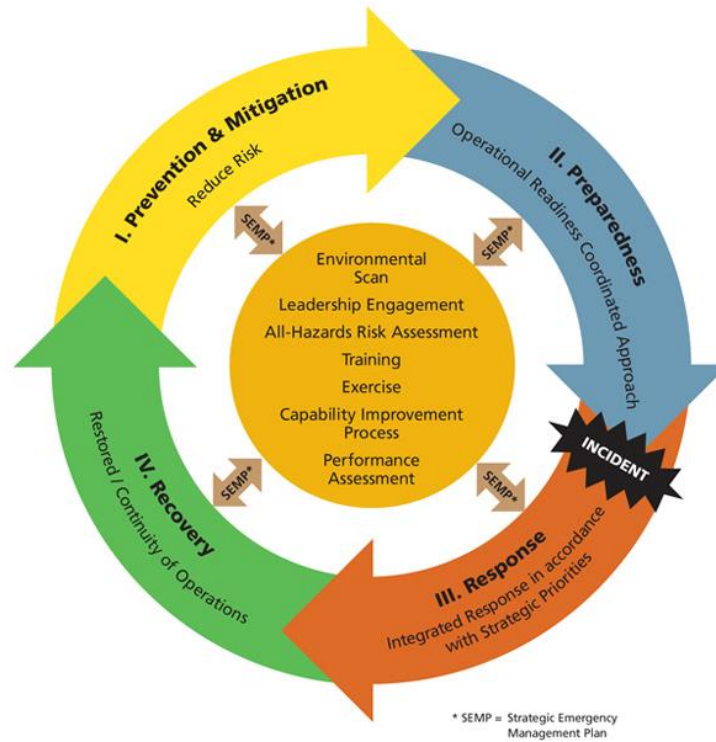 I. Prevention & Mitigation
Reduce Risk
II. Preparedness
Operational Readiness Coordinated Approach
SEMP*
SEMP*
Environmental
Scan
Leadership Engagement
All-Hazards Risk Assessment
Training
Exercise
Capability Improvement
Process
Performance
Assessment
INCIDENT
IV. Recovery
Restored / Continuity of Operations
SEMP*
SEMP*
III. Response
Integrated Response in accordance
with Strategic Priorities
* SEMP = Strategic Emergency
Management Plan